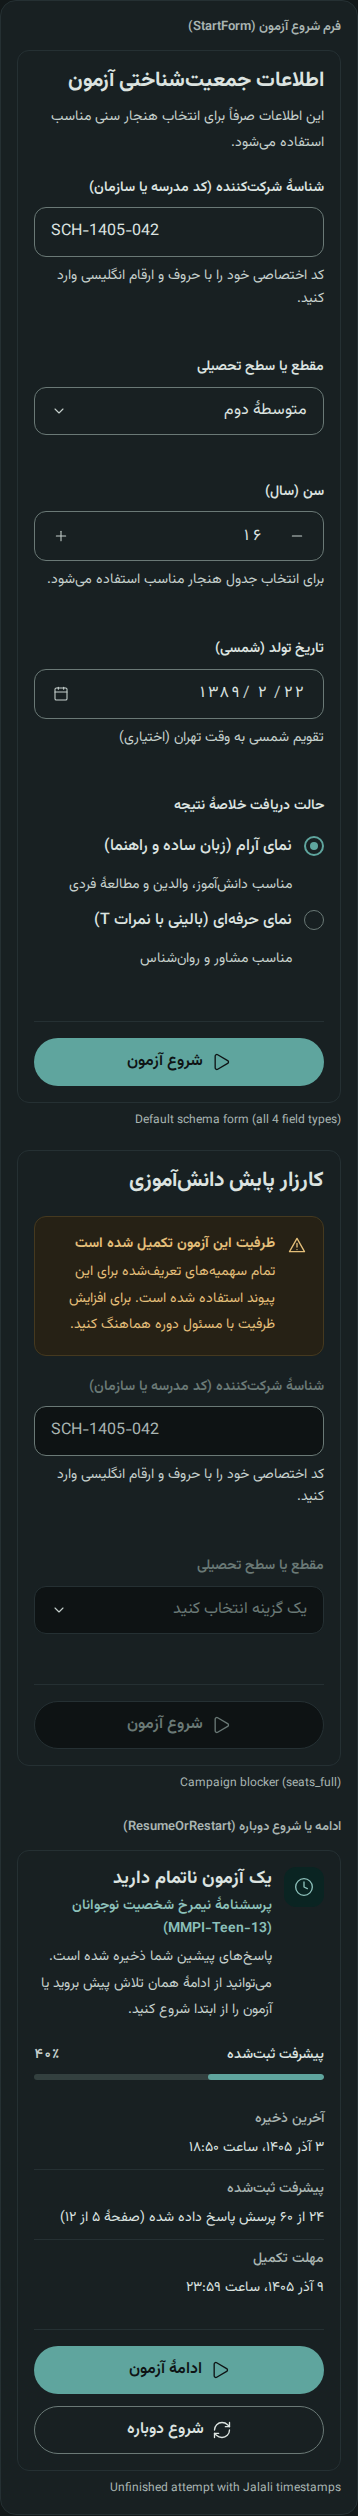 فرم شروع آزمون (StartForm)
اطلاعات جمعیت‌شناختی آزمون
این اطلاعات صرفاً برای انتخاب هنجار سنی مناسب
استفاده می‌شود.
شناسهٔ شرکت‌کننده (کد مدرسه یا سازمان)
SCH-1405-042
کد اختصاصی خود را با حروف و ارقام انگلیسی وارد
کنید.
مقطع یا سطح تحصیلی
متوسطهٔ دوم
سن (سال)
۱۶
برای انتخاب جدول هنجار مناسب استفاده می‌شود.
تاریخ تولد (شمسی)
۱۳۸۹/ ۲ /۲۲
تقویم شمسی به وقت تهران (اختیاری)
حالت دریافت خلاصهٔ نتیجه
نمای آرام (زبان ساده و راهنما)
مناسب دانش‌آموز، والدین و مطالعهٔ فردی
نمای حرفه‌ای (بالینی با نمرات T)
مناسب مشاور و روان‌شناس
شروع آزمون
Default schema form (all 4 field types)
کارزار پایش دانش‌آموزی
ظرفیت این آزمون تکمیل شده است
تمام سهمیه‌های تعریف‌شده برای این
پیوند استفاده شده است. برای افزایش
ظرفیت با مسئول دوره هماهنگ کنید.
شناسهٔ شرکت‌کننده (کد مدرسه یا سازمان)
SCH-1405-042
کد اختصاصی خود را با حروف و ارقام انگلیسی وارد
کنید.
مقطع یا سطح تحصیلی
یک گزینه انتخاب کنید
شروع آزمون
Campaign blocker (seats_full)
ادامه یا شروع دوباره (ResumeOrRestart)
یک آزمون ناتمام دارید
پرسشنامهٔ نیمرخ شخصیت نوجوانان
(MMPI-Teen-13)
پاسخ‌های پیشین شما ذخیره شده است.
می‌توانید از ادامهٔ همان تلاش پیش بروید یا
آزمون را از ابتدا شروع کنید.
پیشرفت ثبت‌شده
۴۰٪
آخرین ذخیره
۳ آذر ۱۴۰۵، ساعت ۱۸:۵۰
پیشرفت ثبت‌شده
۲۴ از ۶۰ پرسش پاسخ داده شده (صفحهٔ ۵ از ۱۲)
مهلت تکمیل
۹ آذر ۱۴۰۵، ساعت ۲۳:۵۹
ادامهٔ آزمون
شروع دوباره
Unfinished attempt with Jalali timestamps